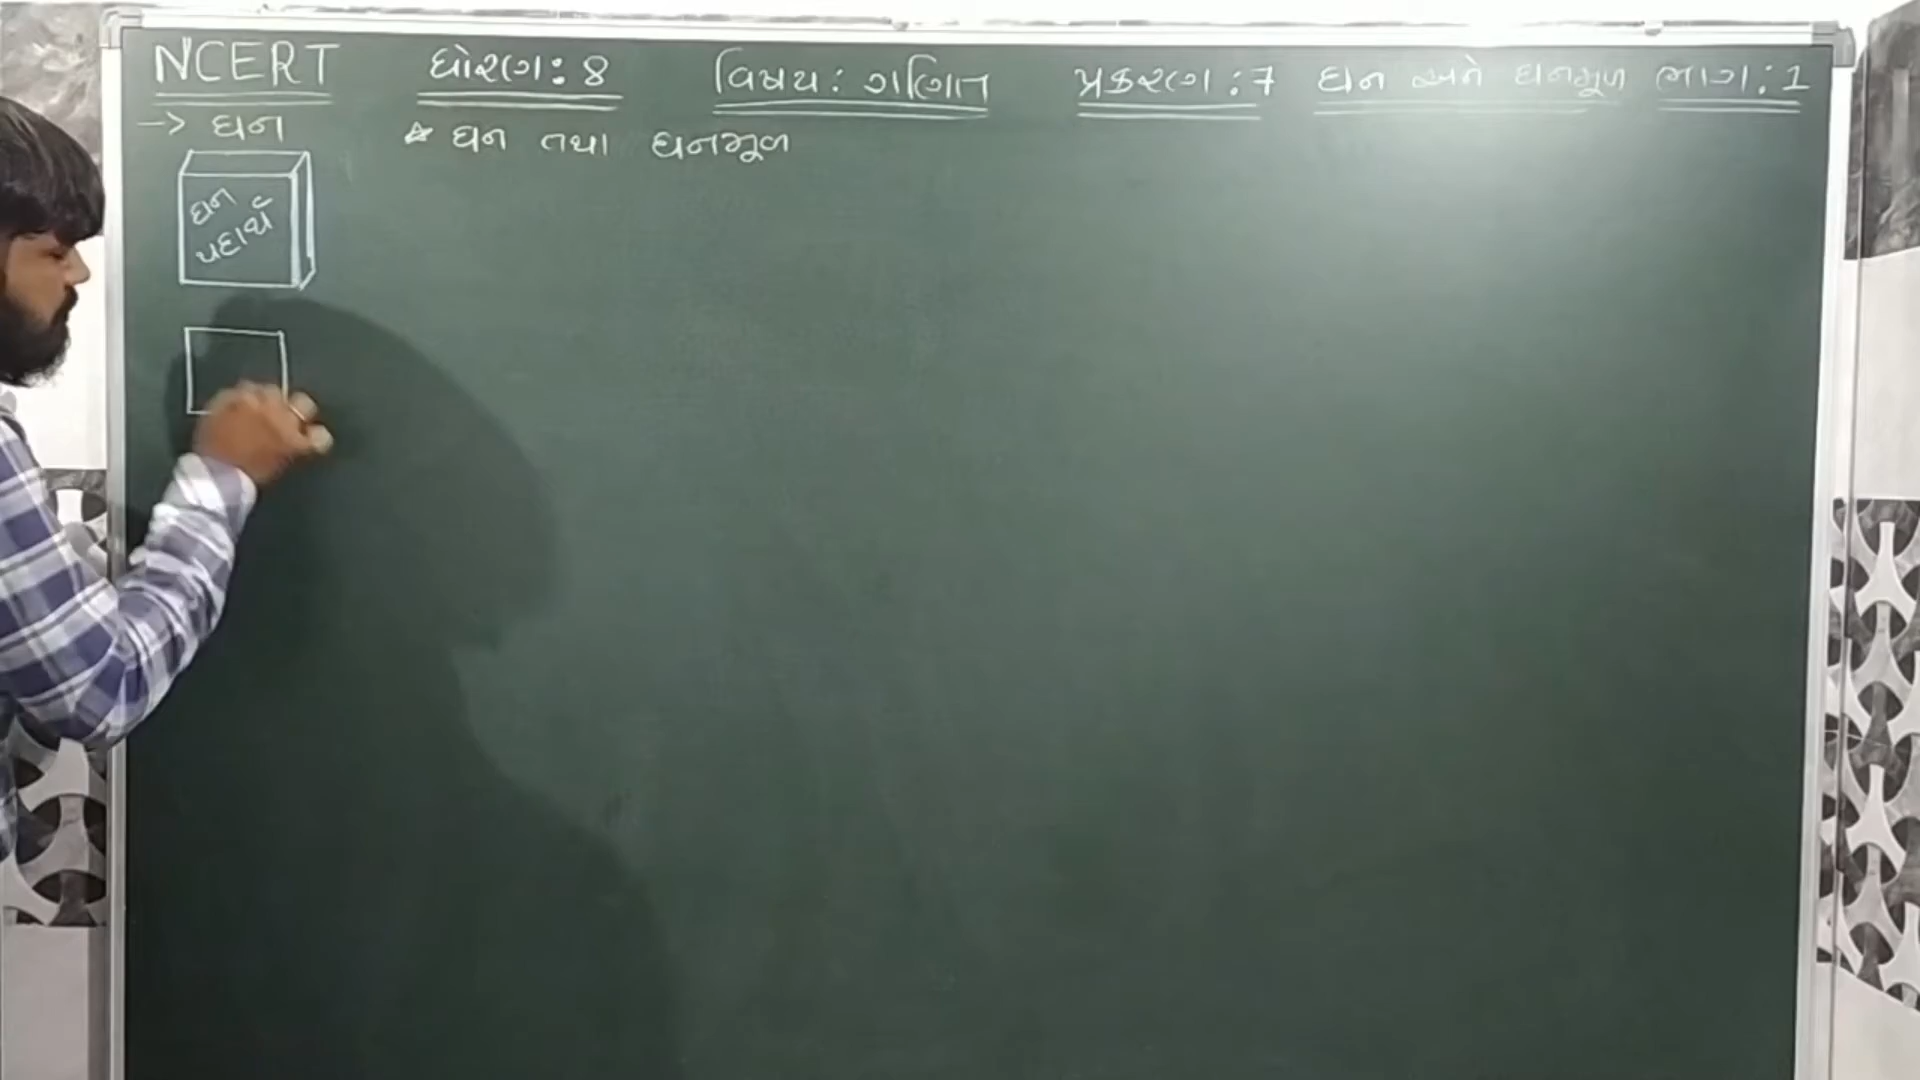 NCERT ધોરણ: 8 વિષય: ગણિત પ્રકરણ: 7 ઘન અને ઘનમૂળ ભાગ: 1
-> ઘન
* ઘન તથા ઘનમૂળ
ઘન
પદાર્થ